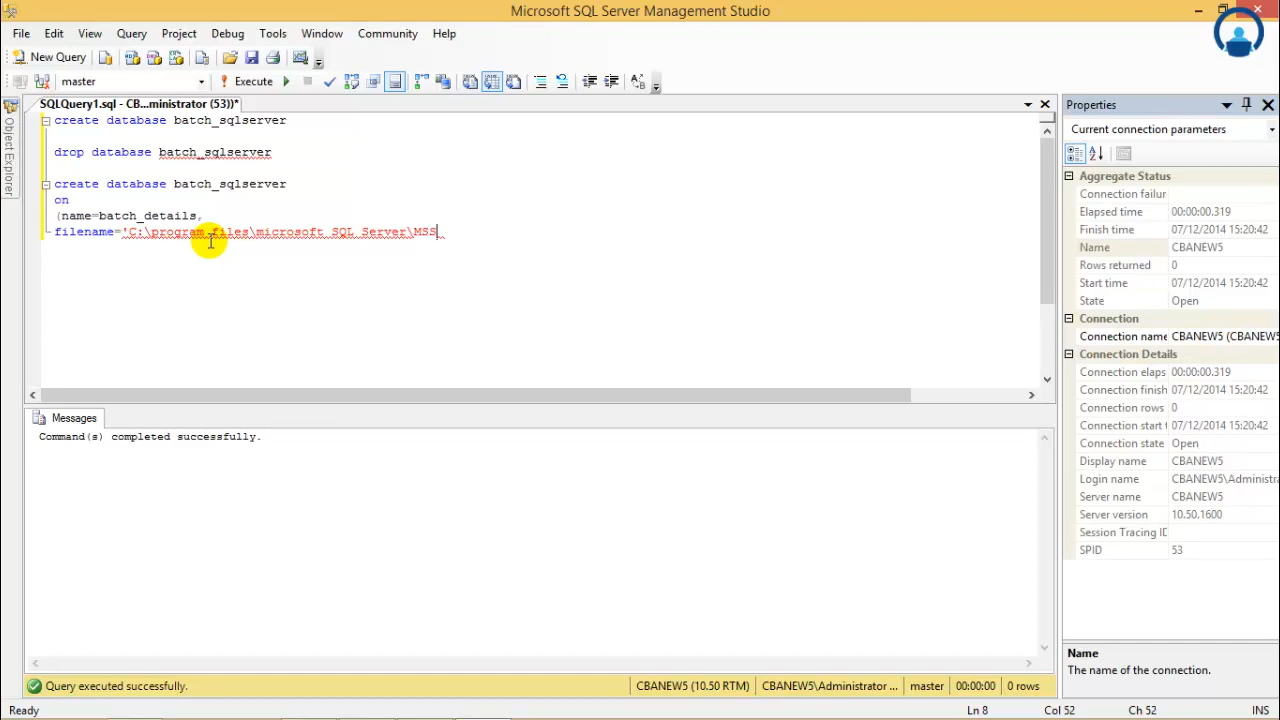 Microsoft SQL Server Management Studio
File Edit View Query Project Debug Tools Window Community Help
New Query
master Execute
SQLQuery1.sql - CB...ministrator (53))*
Properties
Object Explorer
create database batch_sqlserver
drop database batch_sqlserver
create database batch_sqlserver
on
(name=batch_details,
filename='C:\program files\microsoft SQL Server\MSS
Current connection parameters
Aggregate Status
Connection failur
Elapsed time 00:00:00.319
Finish time 07/12/2014 15:20:42
Name CBANEW5
Rows returned 0
Start time 07/12/2014 15:20:42
State Open
Connection
Connection name CBANEW5 (CBANEW5
Connection Details
Connection elaps 00:00:00.319
Connection finish 07/12/2014 15:20:42
Connection rows 0
Connection start t 07/12/2014 15:20:42
Connection state Open
Display name CBANEW5
Login name CBANEW5\Administra
Server name CBANEW5
Server version 10.50.1600
Session Tracing ID
SPID 53
Name
The name of the connection.
Messages
Command(s) completed successfully.
Query executed successfully. CBANEW5 (10.50 RTM) CBANEW5\Administrator ... master 00:00:00 0 rows
Ready Ln 8 Col 52 Ch 52 INS